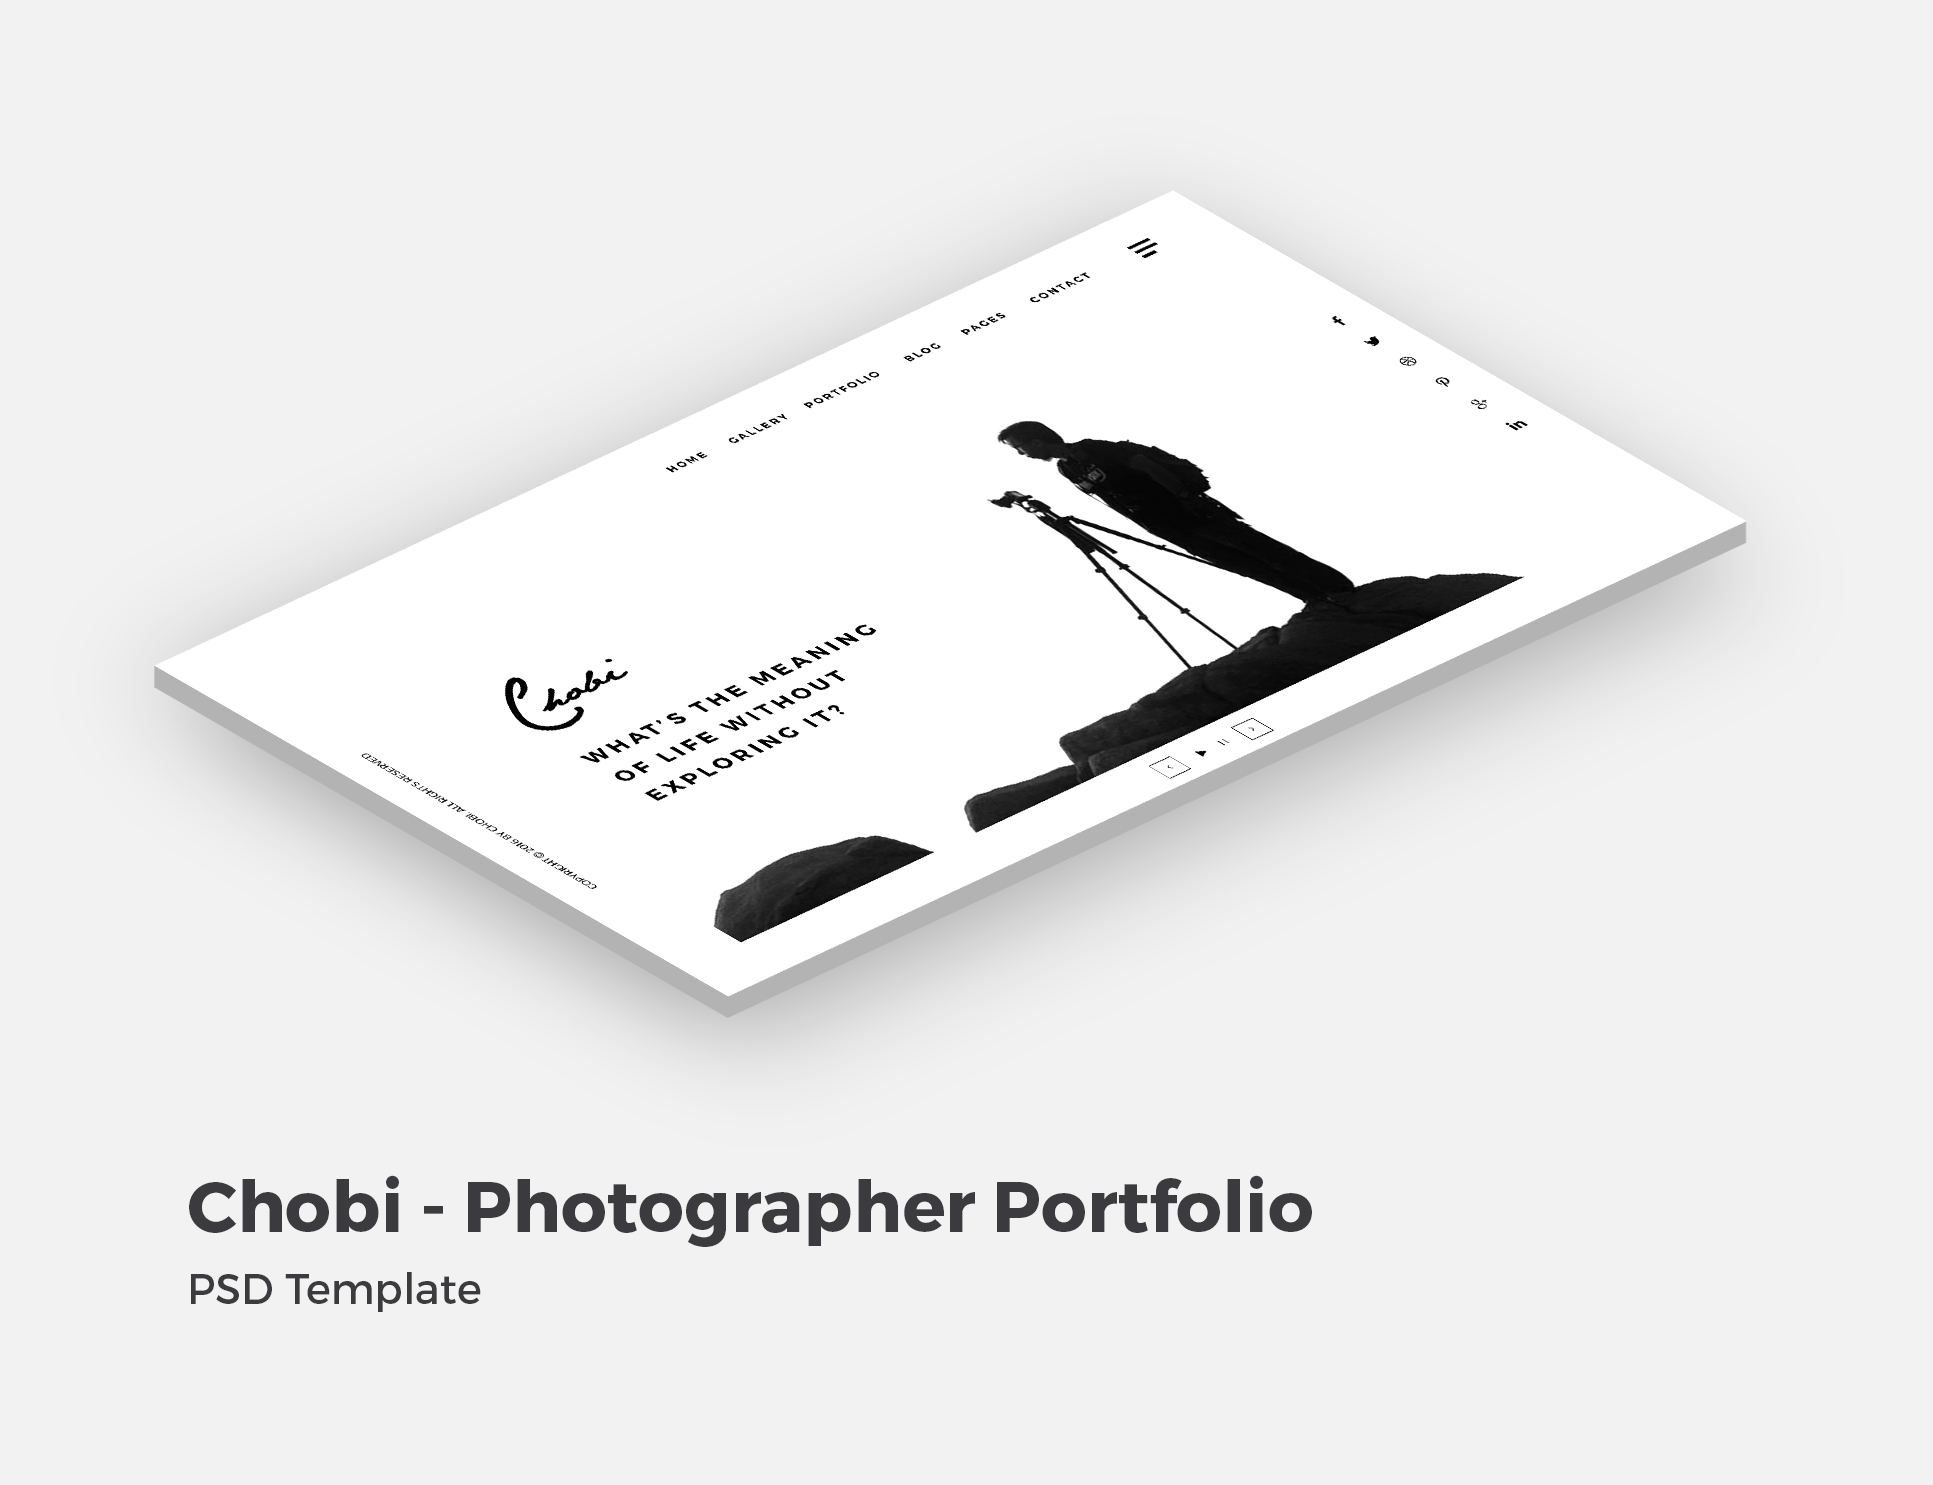 HOME GALLERY PORTFOLIO BLOG PAGES CONTACT
Chobi
WHAT'S THE MEANING
OF LIFE WITHOUT
EXPLORING IT?
COPYRIGHT © 2016 BY CHOBI. ALL RIGHTS RESERVED
Chobi - Photographer Portfolio
PSD Template